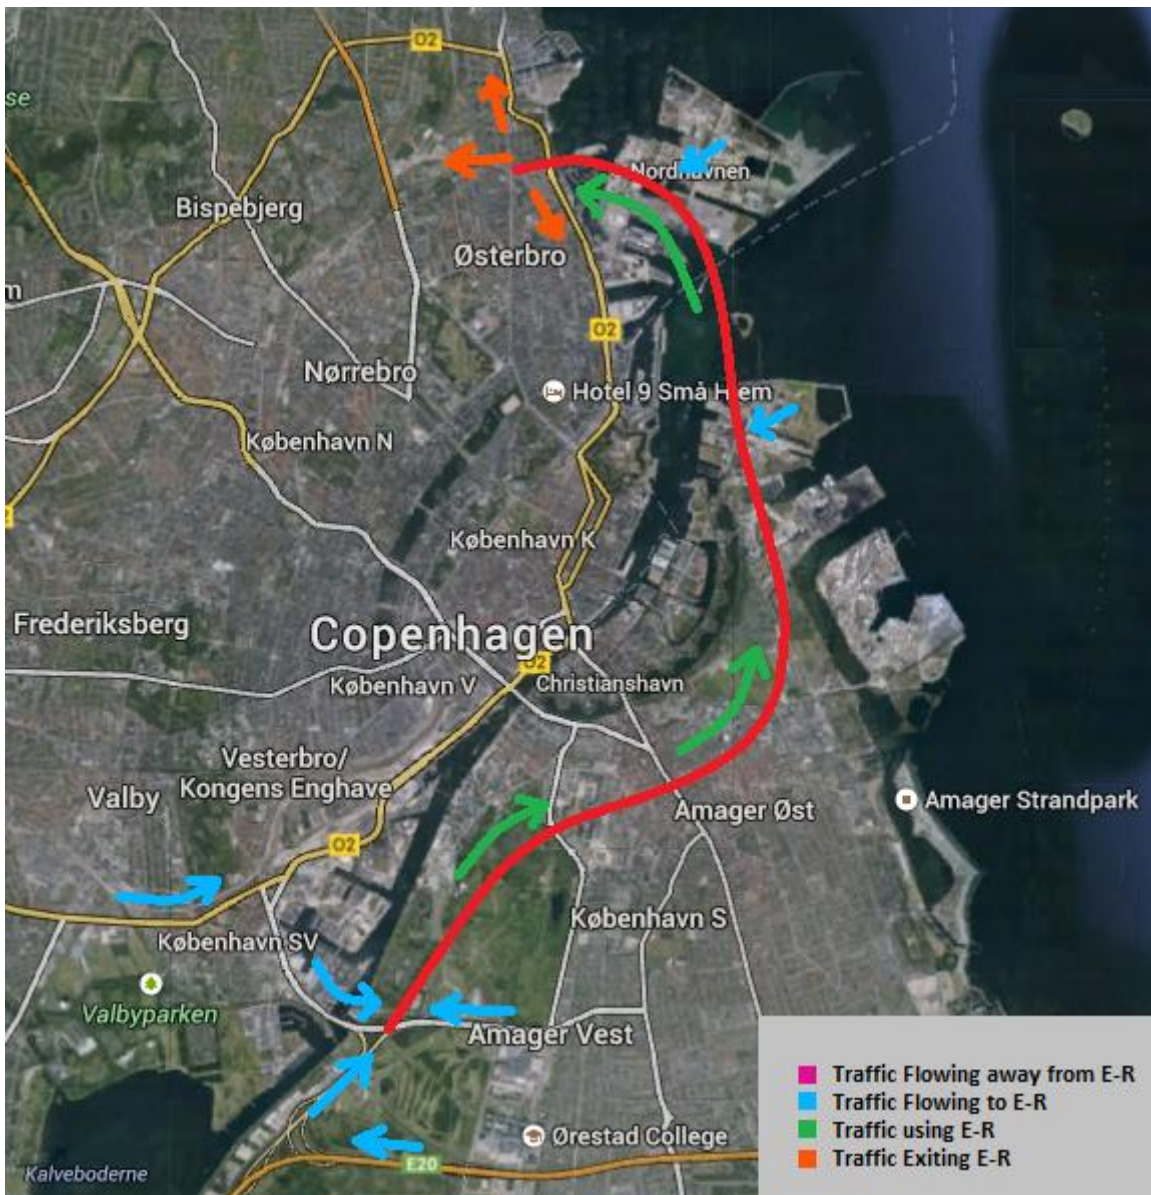 O2
se
Nordhavnen
Bispebjerg
Østerbro
m
O2
Nørrebro
Hotel 9 Små Hjem
København N
København K
Frederiksberg
Copenhagen
O2
København V
Christianshavn
Vesterbro/
Kongens Enghave
Valby
Amager Strandpark
Amager Øst
O2
København S
København SV
Valbyparken
Amager Vest
Ørestad College
E20
Kalveboderne
Traffic Flowing away from E-R
Traffic Flowing to E-R
Traffic using E-R
Traffic Exiting E-R